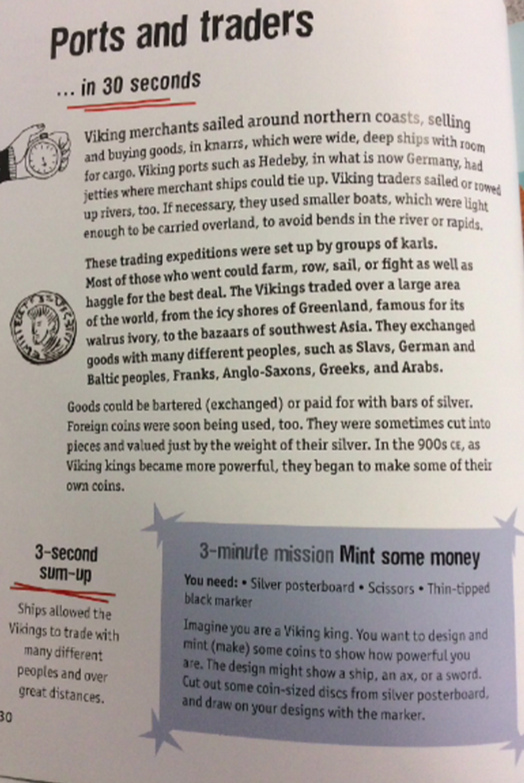 Ports and traders
... in 30 seconds
Viking merchants sailed around northern coasts, selling
and buying goods, in knarrs, which were wide, deep ships with room
for cargo. Viking ports such as Hedeby, in what is now Germany, had
jetties where merchant ships could tie up. Viking traders sailed or rowed
up rivers, too. If necessary, they used smaller boats, which were light
enough to be carried overland, to avoid bends in the river or rapids.
These trading expeditions were set up by groups of karls.
Most of those who went could farm, row, sail, or fight as well as
haggle for the best deal. The Vikings traded over a large area
of the world, from the icy shores of Greenland, famous for its
walrus ivory, to the bazaars of southwest Asia. They exchanged
goods with many different peoples, such as Slavs, German and
Baltic peoples, Franks, Anglo-Saxons, Greeks, and Arabs.
Goods could be bartered (exchanged) or paid for with bars of silver.
Foreign coins were soon being used, too. They were sometimes cut into
pieces and valued just by the weight of their silver. In the 900s CE, as
Viking kings became more powerful, they began to make some of their
own coins.
3-second
sum-up
Ships allowed the
Vikings to trade with
many different
peoples and over
great distances.
3-minute mission Mint some money
You need: • Silver posterboard • Scissors • Thin-tipped
black marker
Imagine you are a Viking king. You want to design and
mint (make) some coins to show how powerful you
are. The design might show a ship, an ax, or a sword.
Cut out some coin-sized discs from silver posterboard,
and draw on your designs with the marker.
30